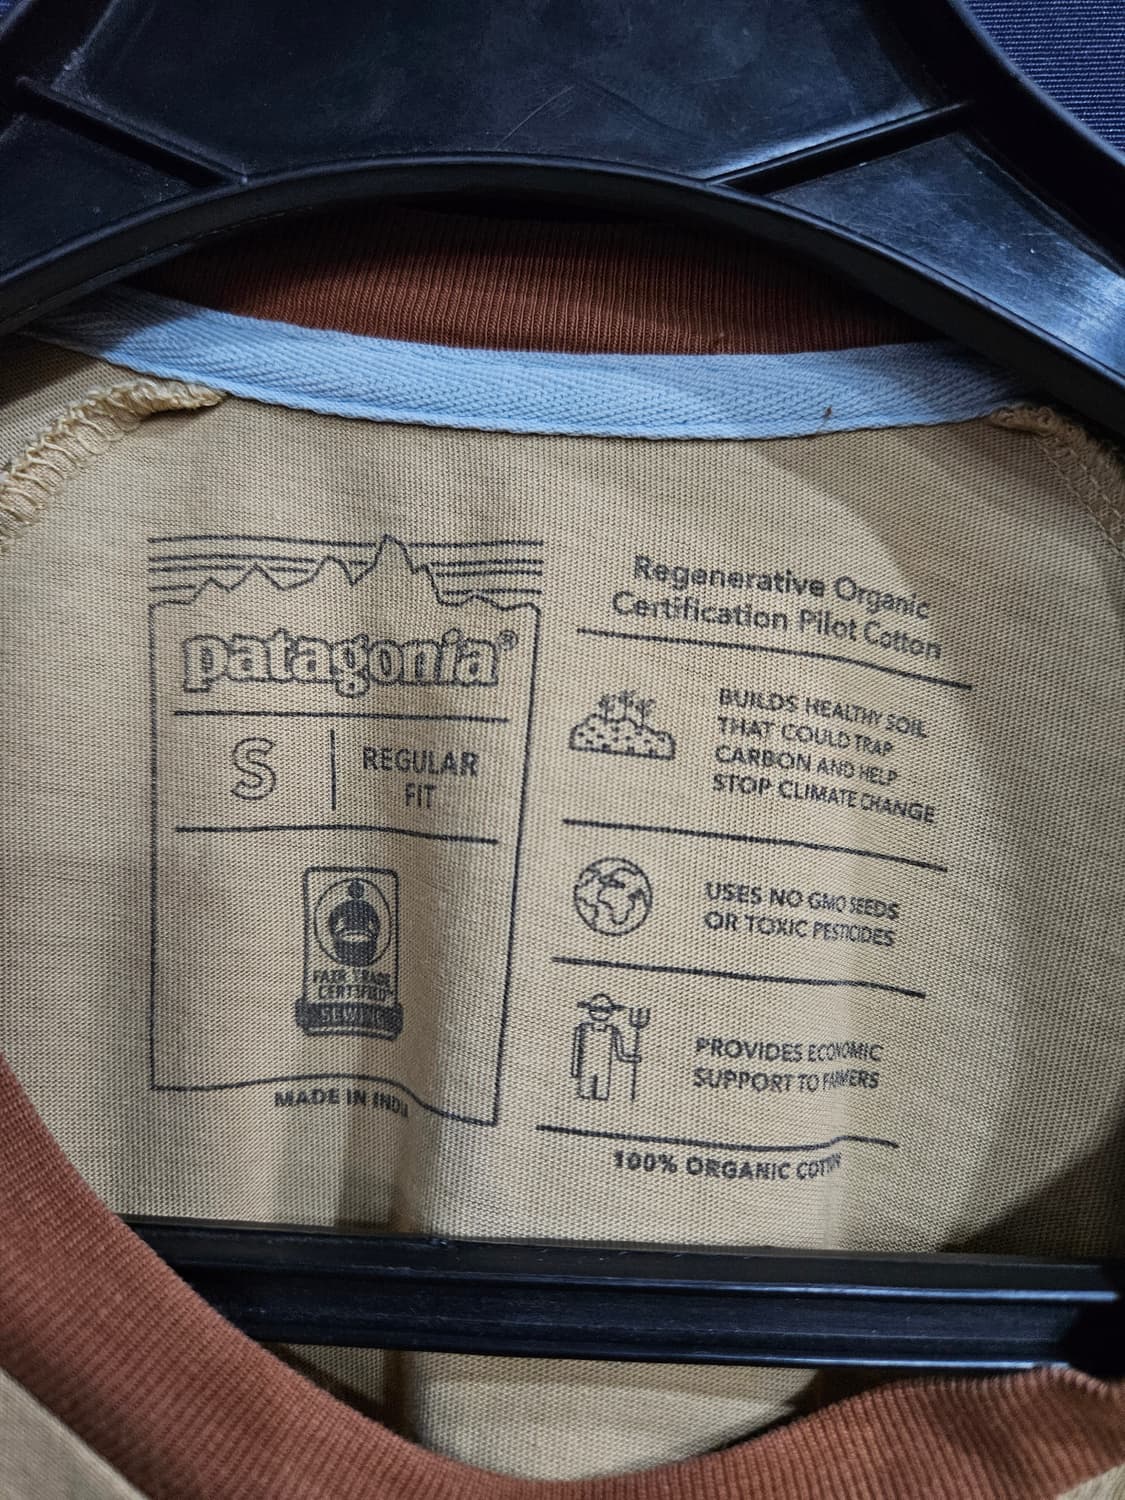 patagonia®
S
REGULAR
FIT
FAIR TRADE
CERTIFIED™
SEWING
MADE IN INDIA
Regenerative Organic
Certification Pilot Cotton
BUILDS HEALTHY SOIL
THAT COULD TRAP
CARBON AND HELP
STOP CLIMATE CHANGE
USES NO GMO SEEDS
OR TOXIC PESTICIDES
PROVIDES ECONOMIC
SUPPORT TO FARMERS
100% ORGANIC COTTON